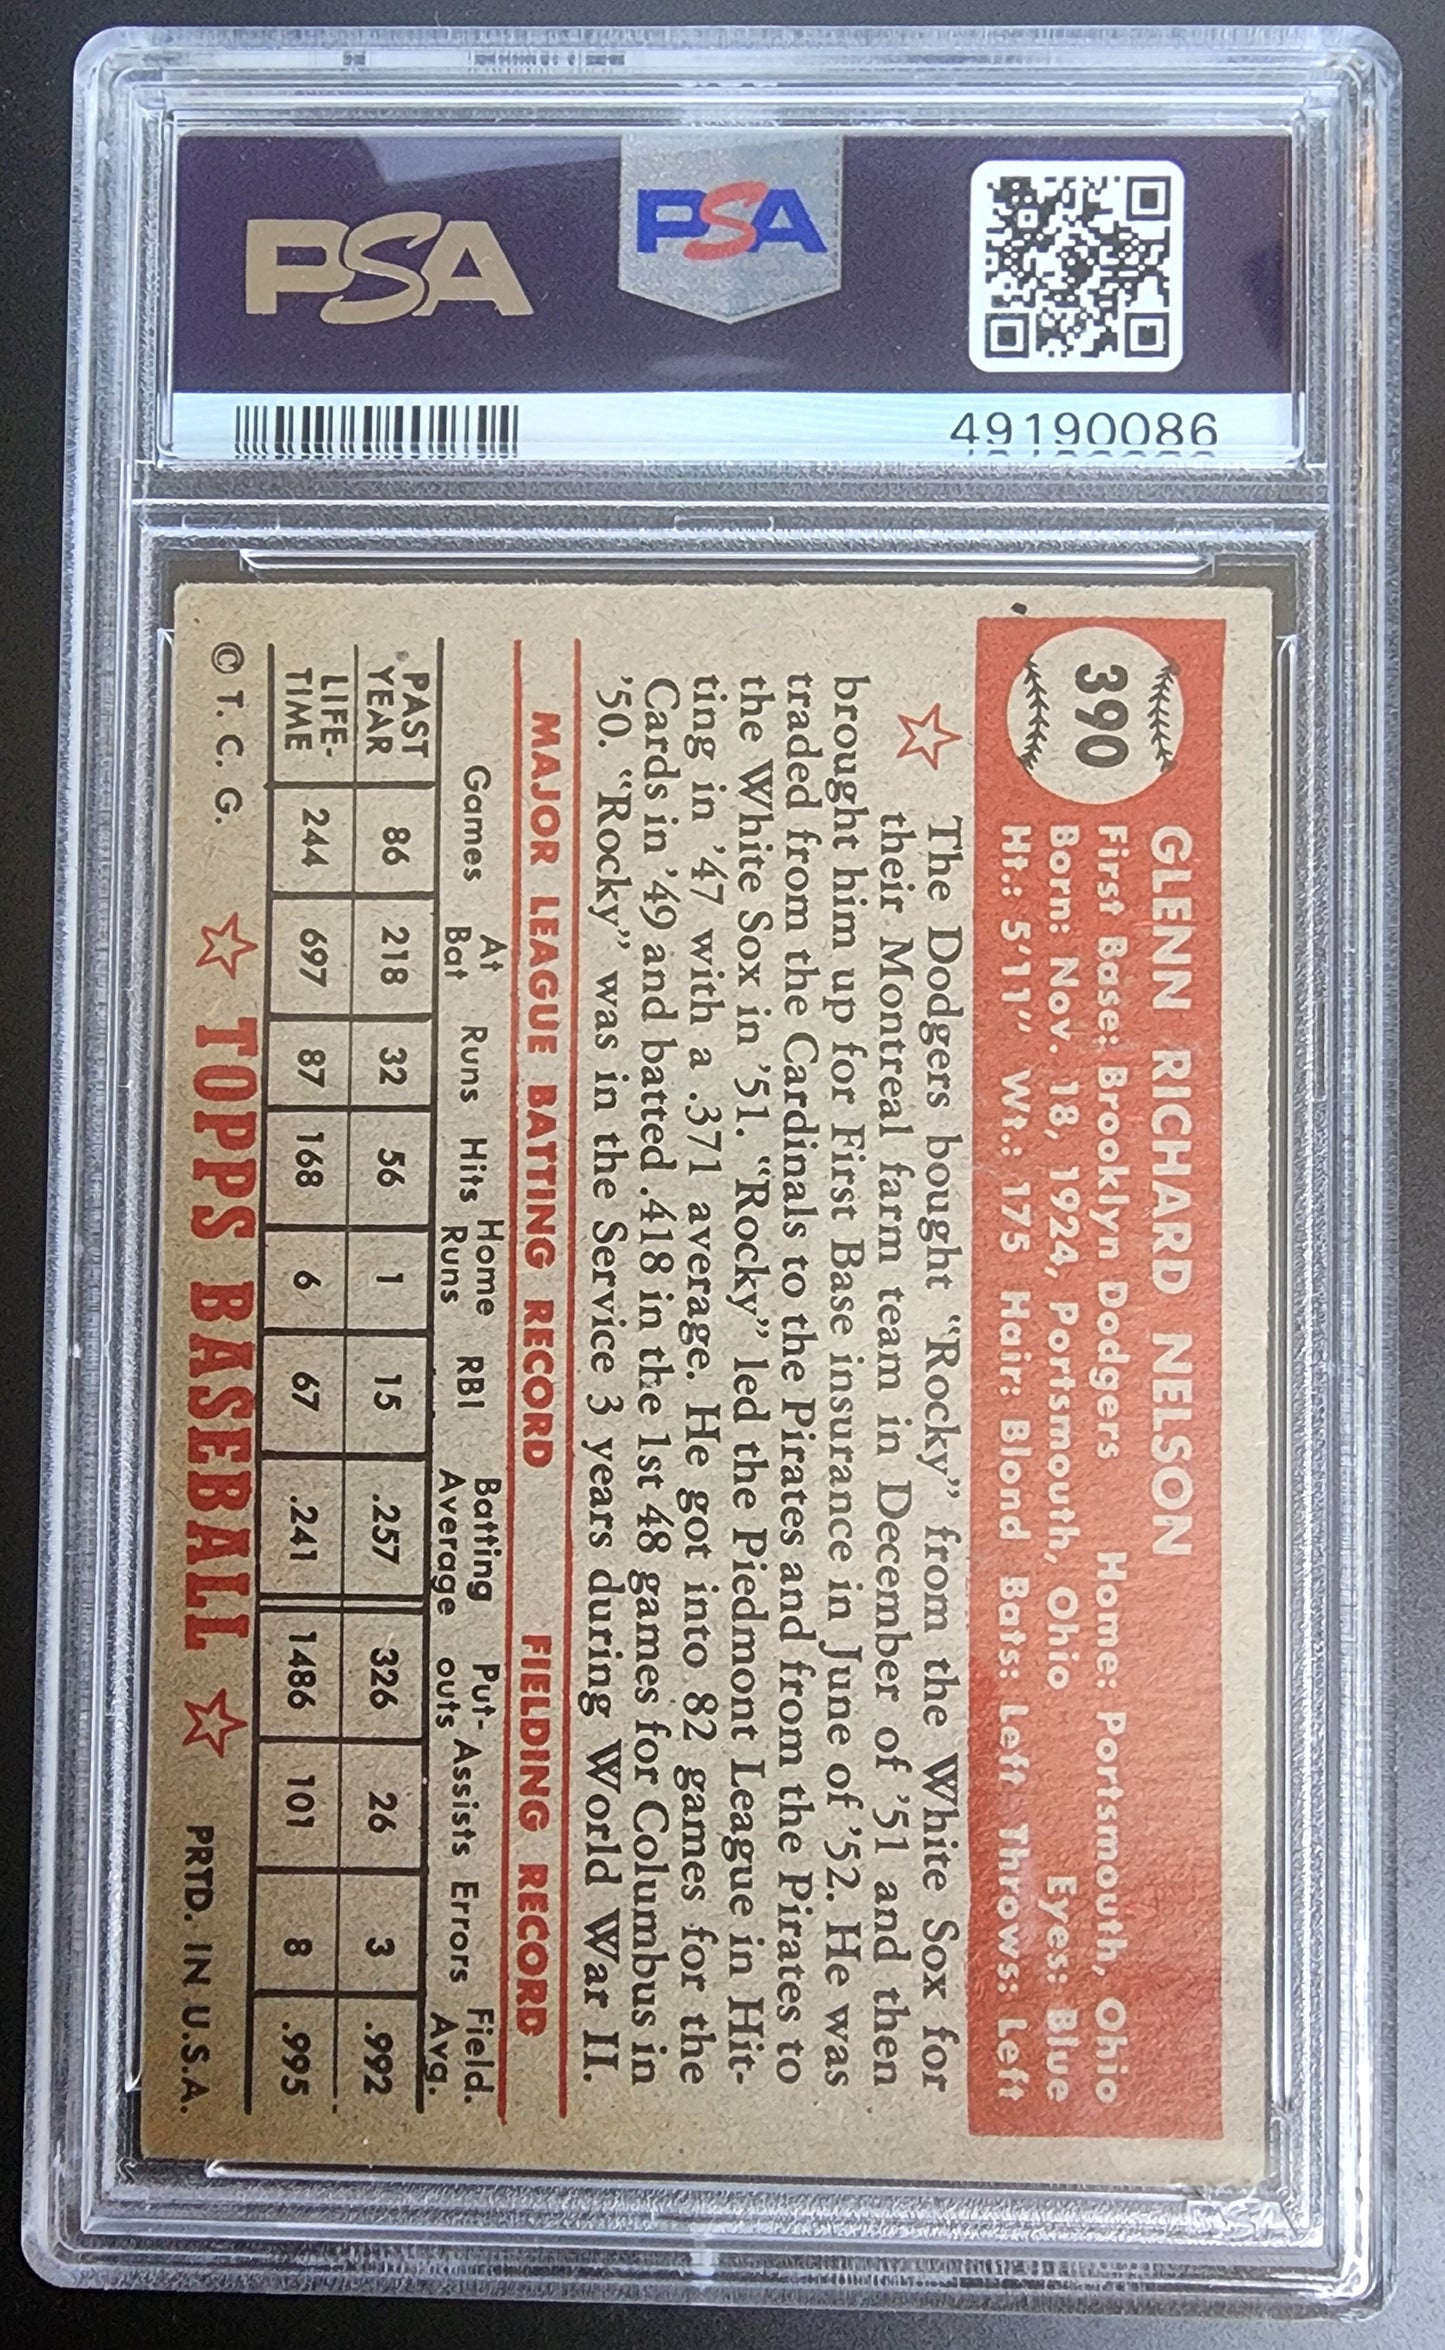 PSA
PSA
49190086
390
GLENN RICHARD NELSON
First Base: Brooklyn Dodgers Home: Portsmouth, Ohio
Born: Nov. 18, 1924, Portsmouth, Ohio Eyes: Blue
Ht.: 5'11" Wt.: 175 Hair: Blond Bats: Left Throws: Left
The Dodgers bought "Rocky" from the White Sox for
their Montreal farm team in December of '51 and then
brought him up for First Base insurance in June of '52. He was
traded from the Cardinals to the Pirates and from the Pirates to
the White Sox in '51. "Rocky" led the Piedmont League in Hit-
ting in '47 with a .371 average. He got into 82 games for the
Cards in '49 and batted .418 in the 1st 48 games for Columbus in
'50. "Rocky" was in the Service 3 years during World War II.
MAJOR LEAGUE BATTING RECORD FIELDING RECORD
Games At Bat Runs Hits Home Runs RBI Batting Average Put-outs Assists Errors Field. Avg.
PAST YEAR 86 218 32 56 1 15 .257 326 26 3 .992
LIFE-TIME 244 697 87 168 6 67 .241 1486 101 8 .995
© T. C. G. TOPPS BASEBALL PRTD. IN U.S.A.